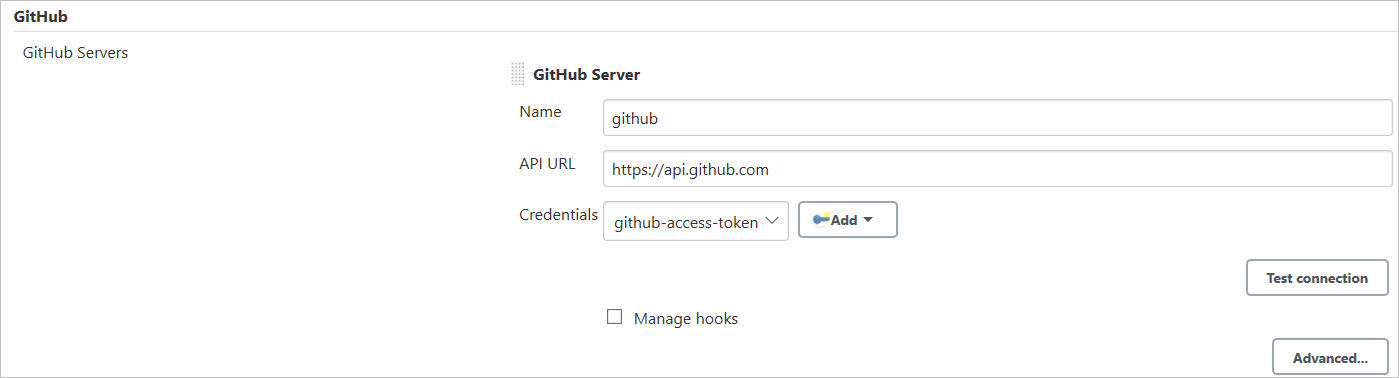 GitHub
GitHub Servers
GitHub Server
Name
github
API URL
https://api.github.com
Credentials
github-access-token
Add
Test connection
Manage hooks
Advanced...